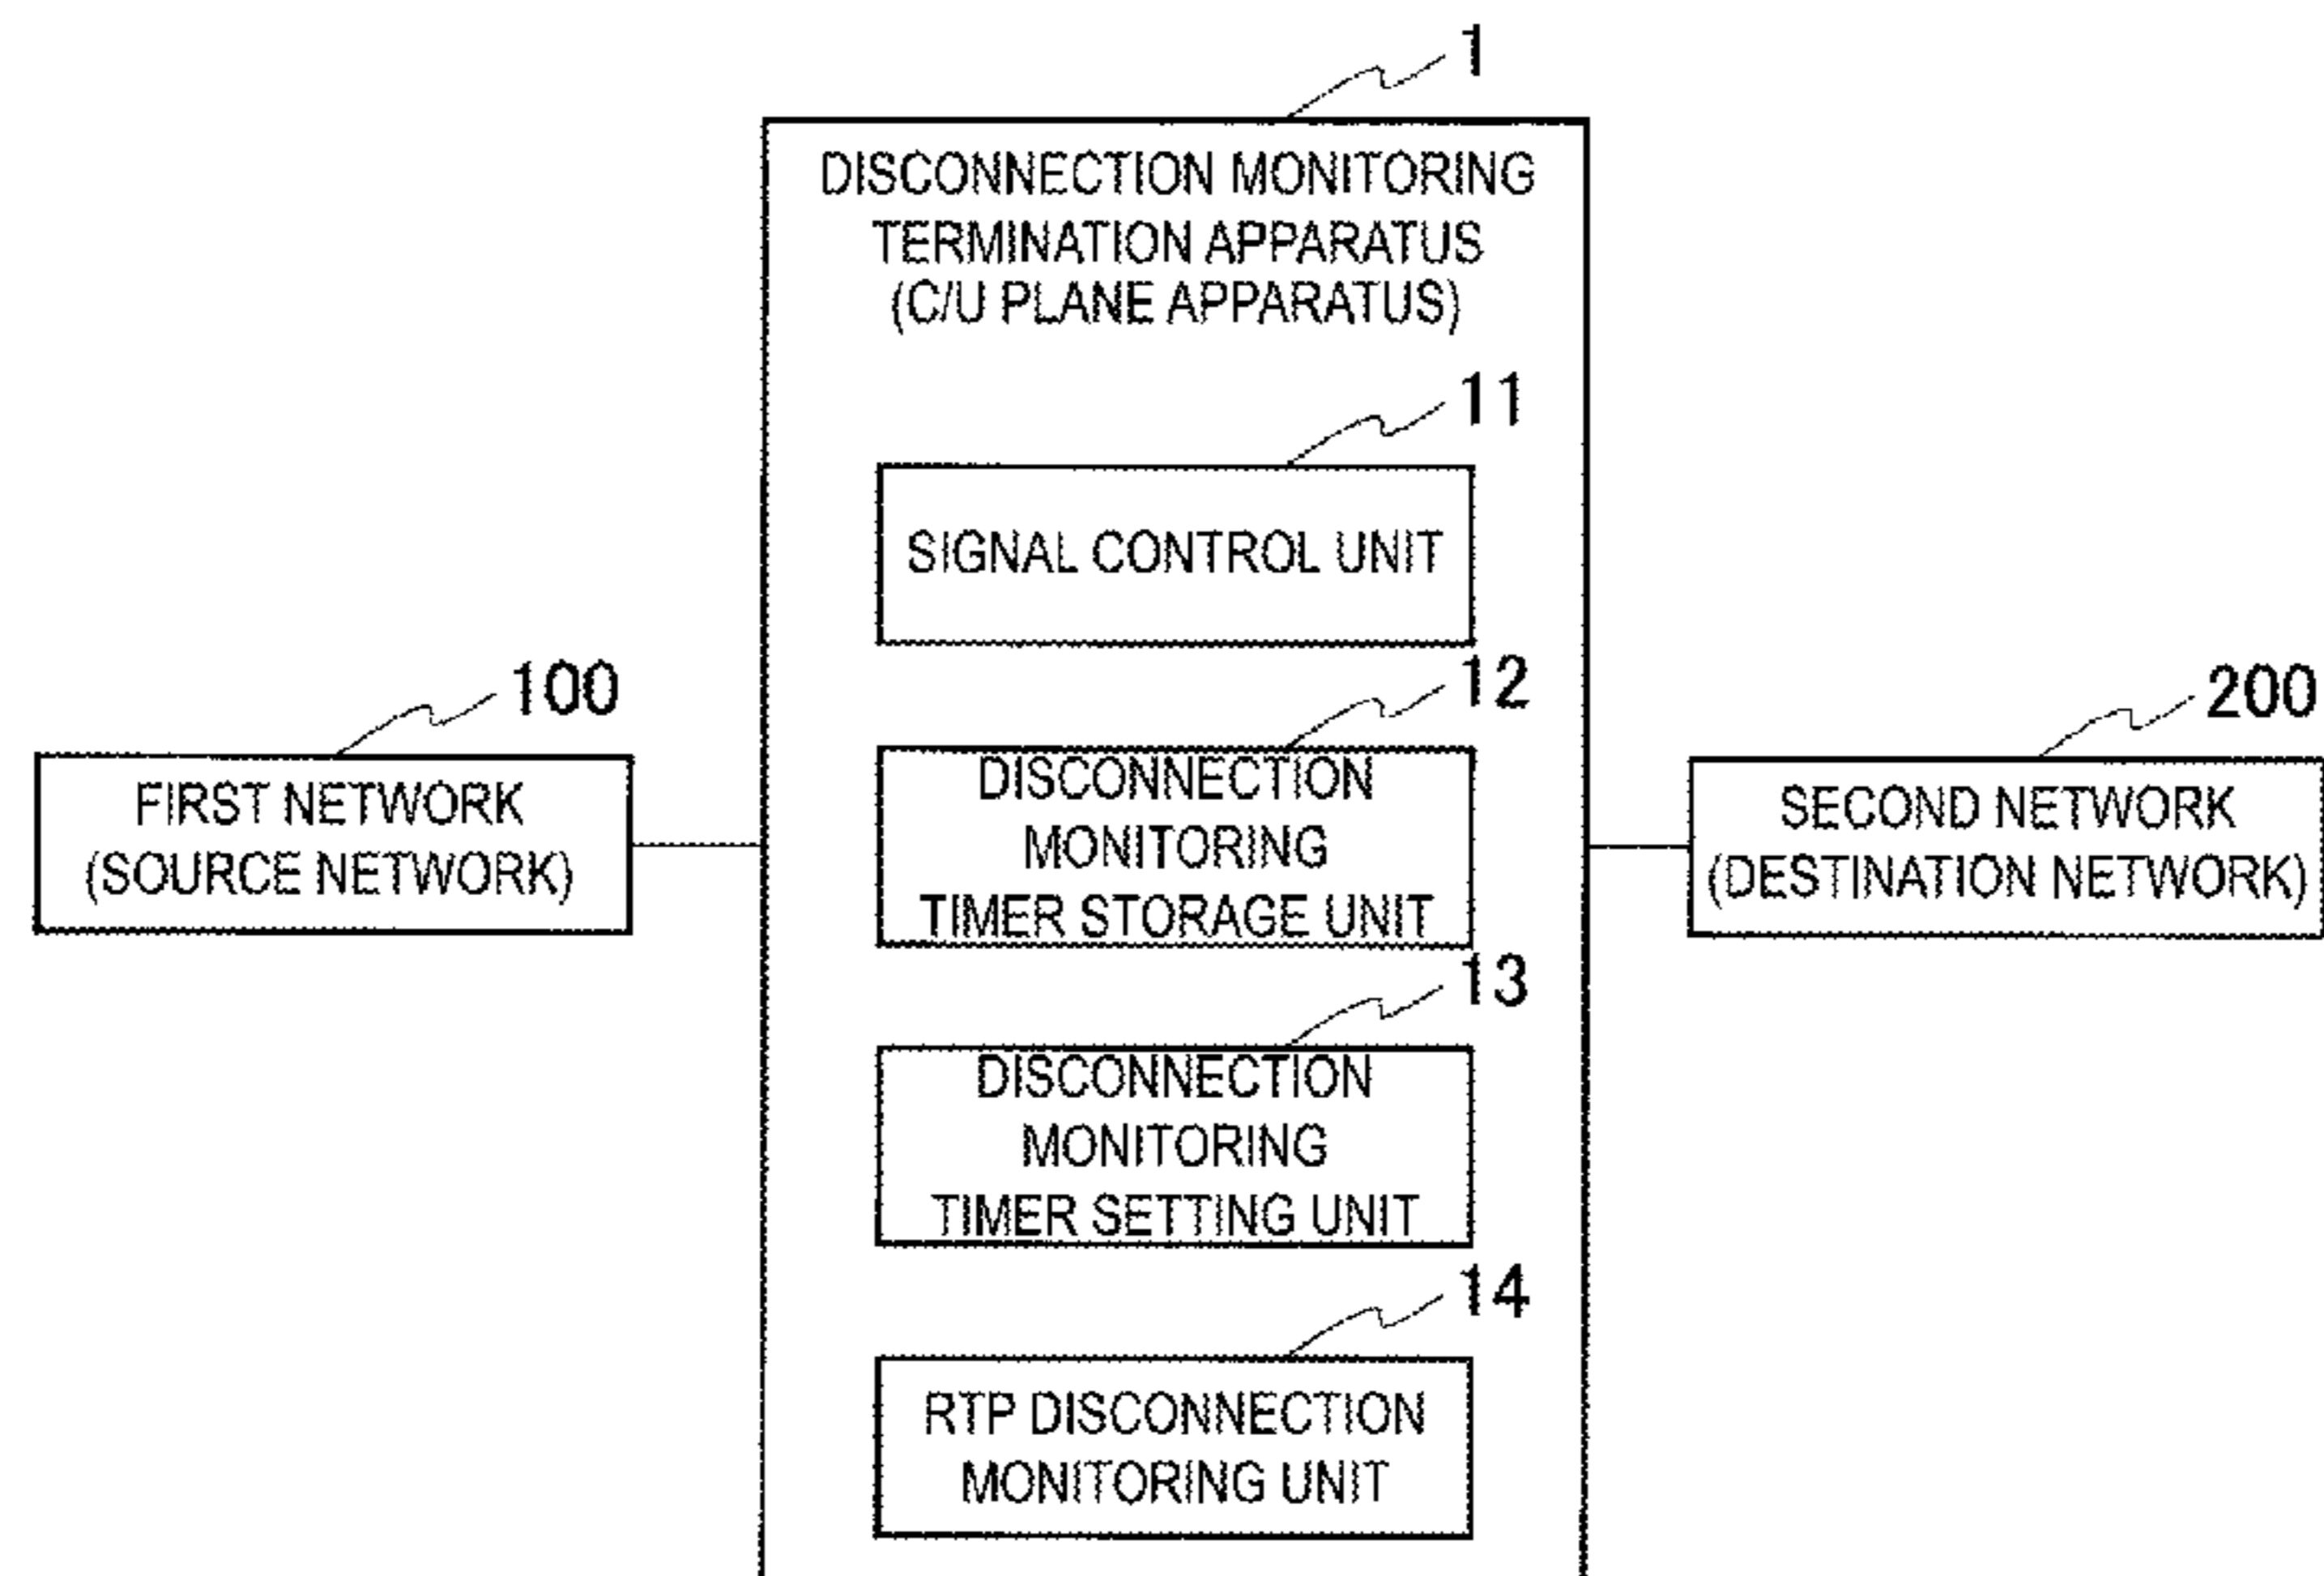 1
DISCONNECTION MONITORING
TERMINATION APPARATUS
(C/U PLANE APPARATUS)
11
SIGNAL CONTROL UNIT
100
FIRST NETWORK
(SOURCE NETWORK)
12
DISCONNECTION
MONITORING
TIMER STORAGE UNIT
200
SECOND NETWORK
(DESTINATION NETWORK)
13
DISCONNECTION
MONITORING
TIMER SETTING UNIT
14
RTP DISCONNECTION
MONITORING UNIT